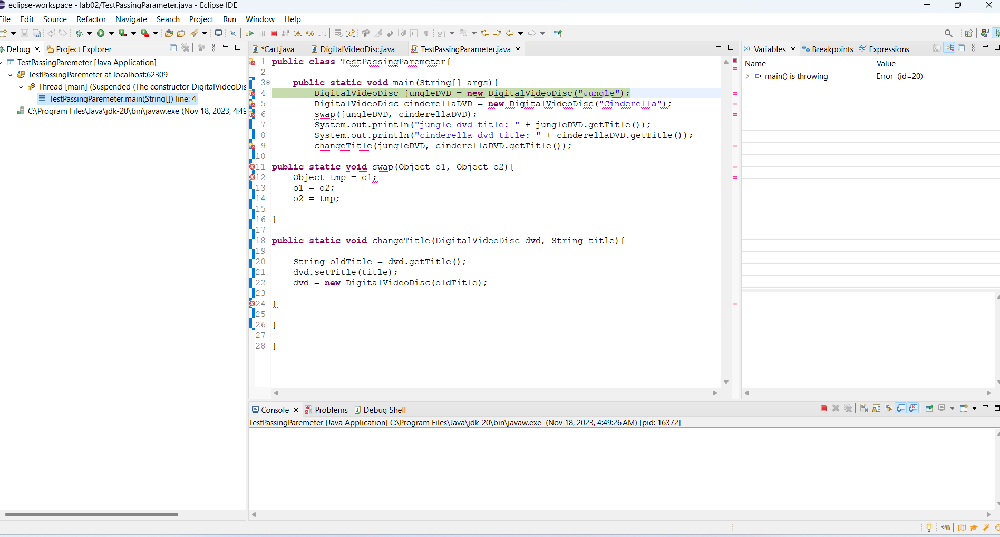 eclipse-workspace - lab02/TestPassingParameter.java - Eclipse IDE
File Edit Source Refactor Navigate Search Project Run Window Help
Debug Project Explorer
TestPassingParemeter [Java Application]
TestPassingParemeter at localhost:62309
Thread [main] (Suspended (The constructor DigitalVideoDis
TestPassingParemeter.main(String[]) line: 4
C:\Program Files\Java\jdk-20\bin\javaw.exe (Nov 18, 2023, 4:49
*Cart.java DigitalVideoDisc.java TestPassingParameter.java
1 public class TestPassingParemeter{
2
3 public static void main(String[] args){
4 DigitalVideoDisc jungleDVD = new DigitalVideoDisc("Jungle");
5 DigitalVideoDisc cinderellaDVD = new DigitalVideoDisc("Cinderella");
6 swap(jungleDVD, cinderellaDVD);
7 System.out.println("jungle dvd title: " + jungleDVD.getTitle());
8 System.out.println("cinderella dvd title: " + cinderellaDVD.getTitle());
9 changeTitle(jungleDVD, cinderellaDVD.getTitle());
10
11 public static void swap(Object o1, Object o2){
12 Object tmp = o1;
13 o1 = o2;
14 o2 = tmp;
15
16 }
17
18 public static void changeTitle(DigitalVideoDisc dvd, String title){
19
20 String oldTitle = dvd.getTitle();
21 dvd.setTitle(title);
22 dvd = new DigitalVideoDisc(oldTitle);
23
24 }
25
26 }
27
28 }
Variables Breakpoints Expressions
Name Value
main() is throwing Error (id=20)
Console Problems Debug Shell
TestPassingParemeter [Java Application] C:\Program Files\Java\jdk-20\bin\javaw.exe (Nov 18, 2023, 4:49:26 AM) [pid: 16372]